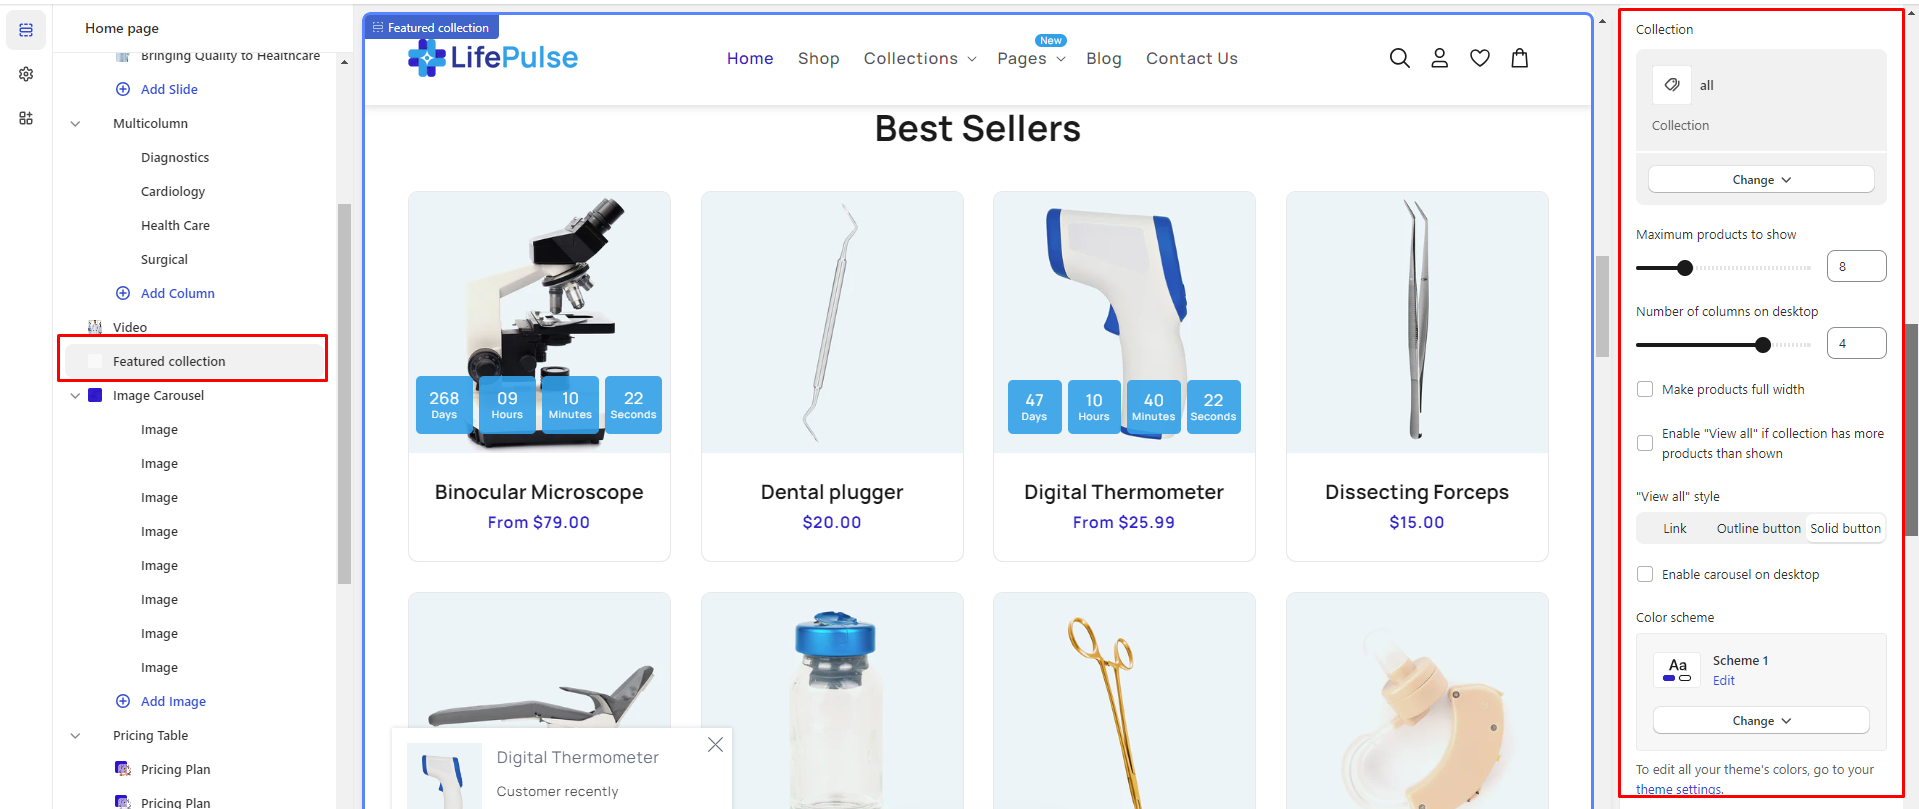 Home page
Bringing Quality to Healthcare
Add Slide
Multicolumn
Diagnostics
Cardiology
Health Care
Surgical
Add Column
Video
Featured collection
Image Carousel
Image
Image
Image
Image
Image
Image
Image
Image
Add Image
Pricing Table
Pricing Plan
Pricing Plan
Featured collection
LifePulse
Home Shop Collections Pages New Blog Contact Us
Best Sellers
268 Days 09 Hours 10 Minutes 22 Seconds
47 Days 10 Hours 40 Minutes 22 Seconds
Binocular Microscope
From $79.00
Dental plugger
$20.00
Digital Thermometer
From $25.99
Dissecting Forceps
$15.00
Digital Thermometer
Customer recently
Collection
all
Collection
Change
Maximum products to show
8
Number of columns on desktop
4
Make products full width
Enable "View all" if collection has more
products than shown
"View all" style
Link Outline button Solid button
Enable carousel on desktop
Color scheme
Aa
Scheme 1
Edit
Change
To edit all your theme's colors, go to your
theme settings.